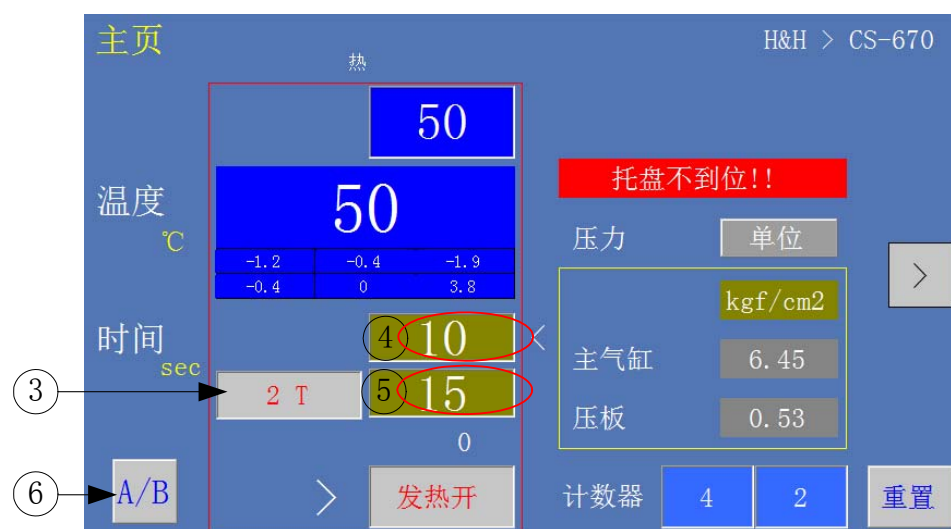 主页
H&H > CS-670
热
50
托盘不到位!!
温度
℃
50
-1.2 -0.4 -1.9
-0.4 0 3.8
压力 单位
>
kgf/cm2
时间
sec
④ 10 <
主气缸 6.45
③ 2 T ⑤ 15
压板 0.53
0
⑥ A/B > 发热开 计数器 4 2 重置